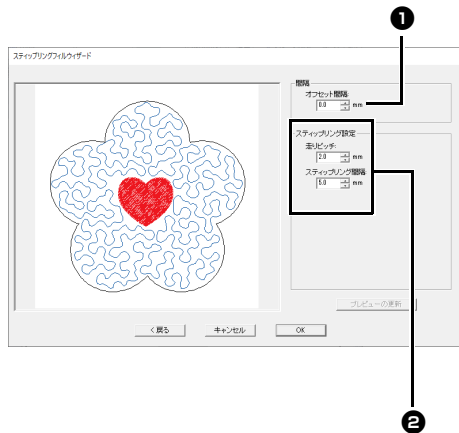 ❶
スティップリングフィルウィザード
間隔
オフセット間隔:
0.0 mm
スティップリング設定
走りピッチ:
2.0 mm
スティップリング間隔:
5.0 mm
プレビューの更新
< 戻る キャンセル OK
❷